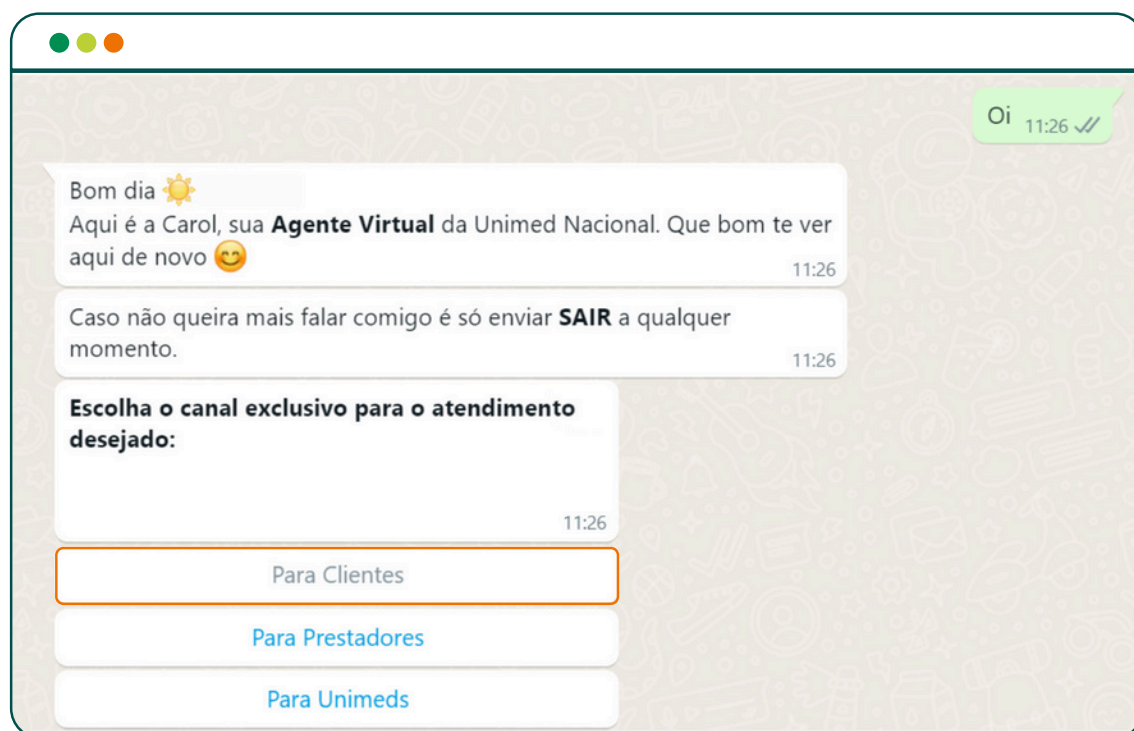 Oi 11:26
Bom dia
Aqui é a Carol, sua Agente Virtual da Unimed Nacional. Que bom te ver
aqui de novo
11:26
Caso não queira mais falar comigo é só enviar SAIR a qualquer
momento.
11:26
Escolha o canal exclusivo para o atendimento
desejado:
11:26
Para Clientes
Para Prestadores
Para Unimeds